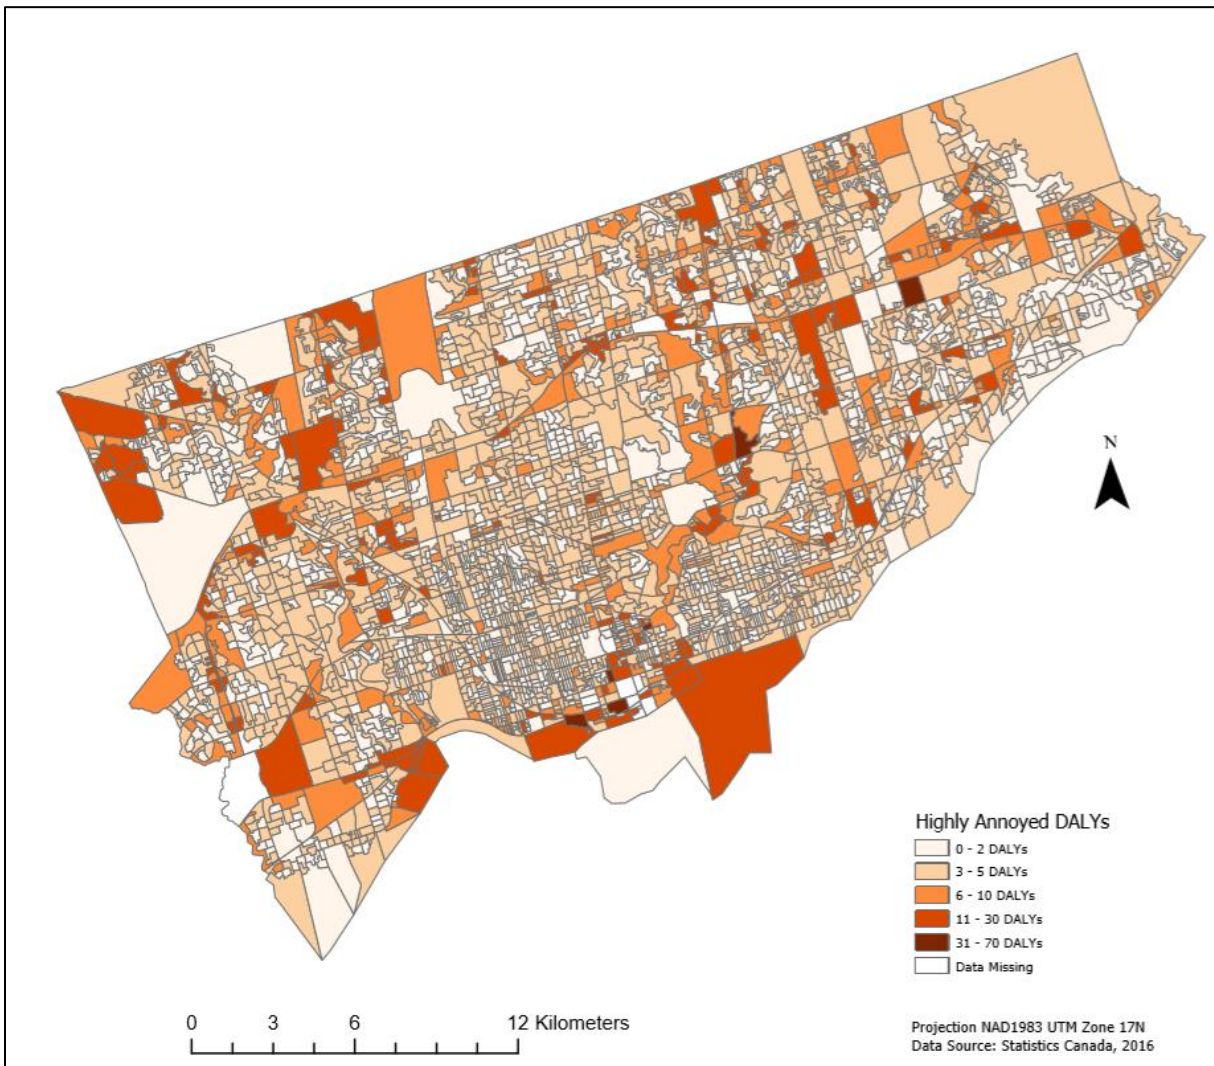 N
Highly Annoyed DALYs
0 - 2 DALYs
3 - 5 DALYs
6 - 10 DALYs
11 - 30 DALYs
31 - 70 DALYs
Data Missing
0 3 6 12 Kilometers
Projection NAD1983 UTM Zone 17N
Data Source: Statistics Canada, 2016